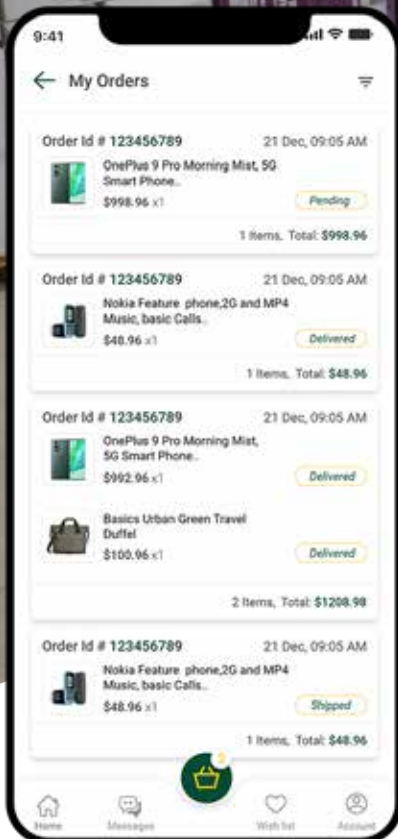 9:41
My Orders
Order Id # 123456789 21 Dec, 09:05 AM
OnePlus 9 Pro Morning Mist, 5G
Smart Phone..
$998.96 x1 Pending
1 Items, Total: $998.96
Order Id # 123456789 21 Dec, 09:05 AM
Nokia Feature phone,2G and MP4
Music, basic Calls..
$48.96 x1 Delivered
1 Items, Total: $48.96
Order Id # 123456789 21 Dec, 09:05 AM
OnePlus 9 Pro Morning Mist,
5G Smart Phone..
$992.96 x1 Delivered
Basics Urban Green Travel
Duffel
$100.96 x1 Delivered
2 Items, Total: $1208.98
Order Id # 123456789 21 Dec, 09:05 AM
Nokia Feature phone,2G and MP4
Music, basic Calls..
$48.96 x1 Shipped
1 Items, Total: $48.96
Home Messages Wish list Account